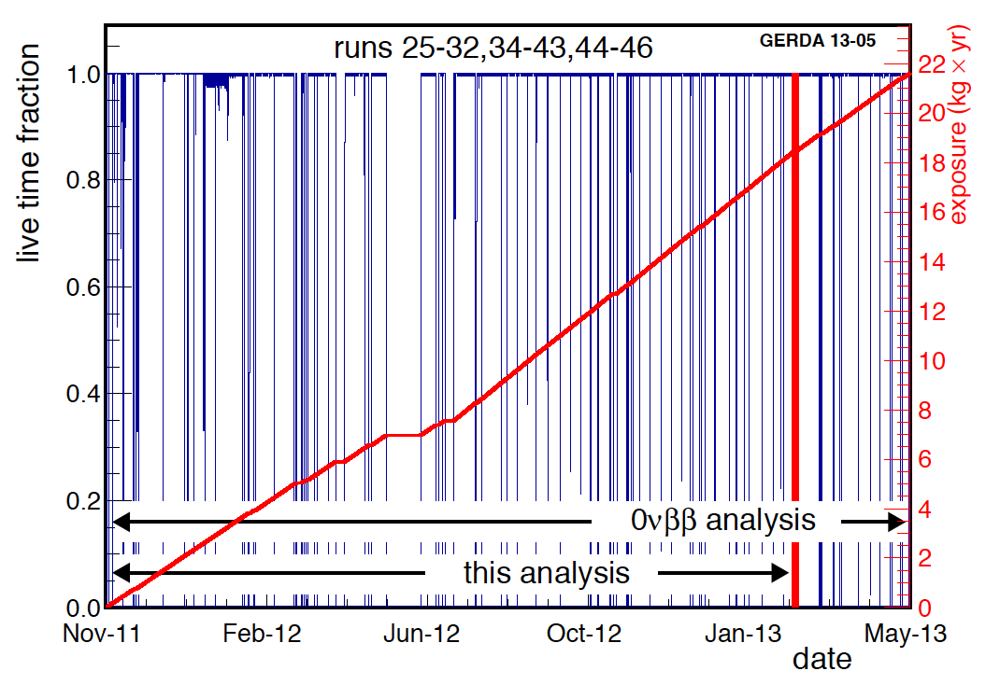 runs 25-32,34-43,44-46
GERDA 13-05
live time fraction
exposure (kg × yr)
1.0
0.8
0.6
0.4
0.2
0.0
22
20
18
16
14
12
10
8
6
4
2
0
0νββ analysis
this analysis
Nov-11 Feb-12 Jun-12 Oct-12 Jan-13 May-13
date